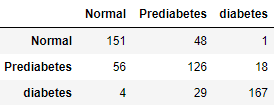 Normal Prediabetes diabetes
Normal 151 48 1
Prediabetes 56 126 18
diabetes 4 29 167